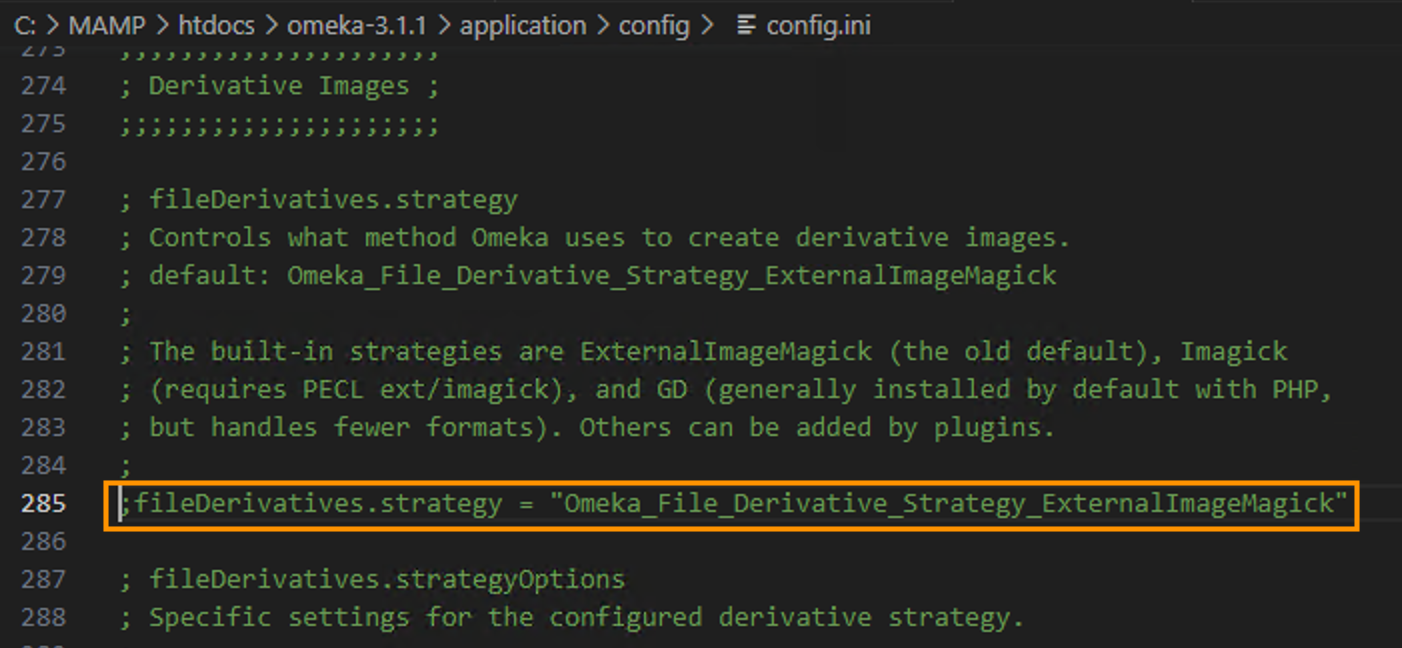 C: > MAMP > htdocs > omeka-3.1.1 > application > config > config.ini
273 ;;;;;;;;;;;;;;;;;;;;;
274 ; Derivative Images ;
275 ;;;;;;;;;;;;;;;;;;;;;
276
277 ; fileDerivatives.strategy
278 ; Controls what method Omeka uses to create derivative images.
279 ; default: Omeka_File_Derivative_Strategy_ExternalImageMagick
280 ;
281 ; The built-in strategies are ExternalImageMagick (the old default), Imagick
282 ; (requires PECL ext/imagick), and GD (generally installed by default with PHP,
283 ; but handles fewer formats). Others can be added by plugins.
284 ;
285 ;fileDerivatives.strategy = "Omeka_File_Derivative_Strategy_ExternalImageMagick"
286
287 ; fileDerivatives.strategyOptions
288 ; Specific settings for the configured derivative strategy.